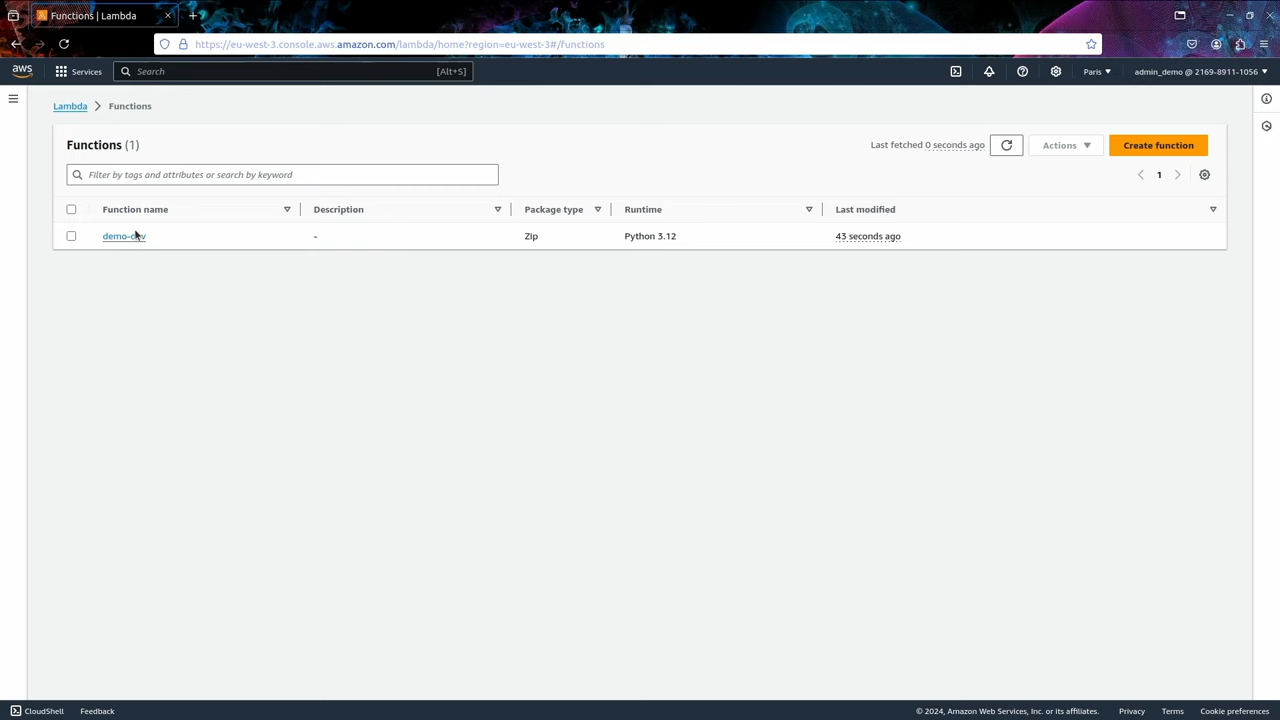 Functions | Lambda
https://eu-west-3.console.aws.amazon.com/lambda/home?region=eu-west-3#/functions
aws
Services
Search
[Alt+S]
Paris
admin_demo @ 2169-8911-1056
Lambda
Functions
Functions (1)
Last fetched 0 seconds ago
Actions
Create function
Filter by tags and attributes or search by keyword
1
Function name
Description
Package type
Runtime
Last modified
-
Zip
Python 3.12
43 seconds ago
CloudShell
Feedback
© 2024, Amazon Web Services, Inc. or its affiliates.
Privacy
Terms
Cookie preferences